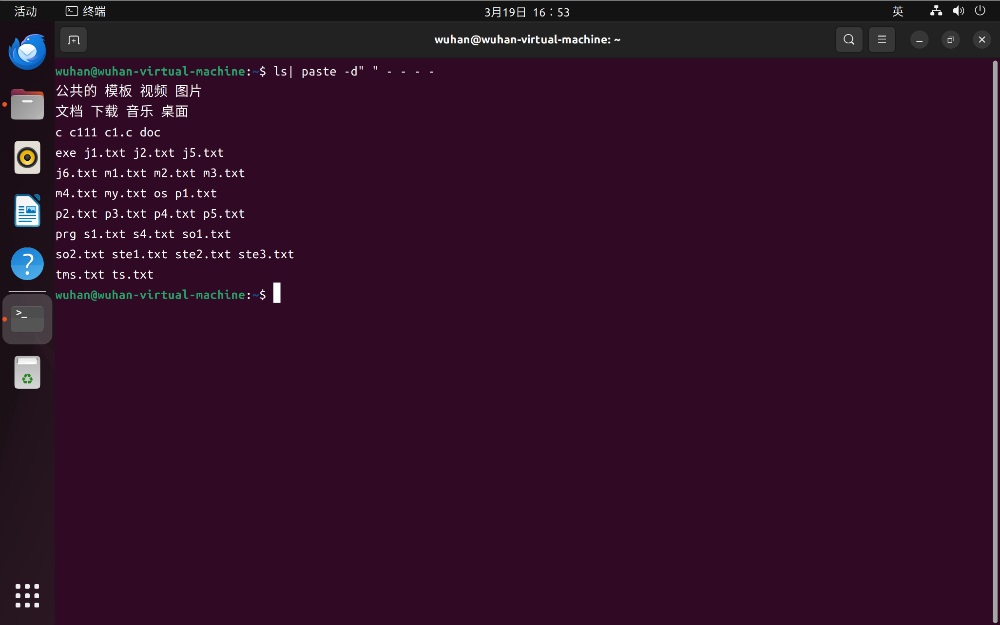 活动 终端 3月19日 16：53 英
wuhan@wuhan-virtual-machine: ~
wuhan@wuhan-virtual-machine:~$ ls| paste -d" " - - - -
公共的 模板 视频 图片
文档 下载 音乐 桌面
c c111 c1.c doc
exe j1.txt j2.txt j5.txt
j6.txt m1.txt m2.txt m3.txt
m4.txt my.txt os p1.txt
p2.txt p3.txt p4.txt p5.txt
prg s1.txt s4.txt so1.txt
so2.txt ste1.txt ste2.txt ste3.txt
tms.txt ts.txt
wuhan@wuhan-virtual-machine:~$